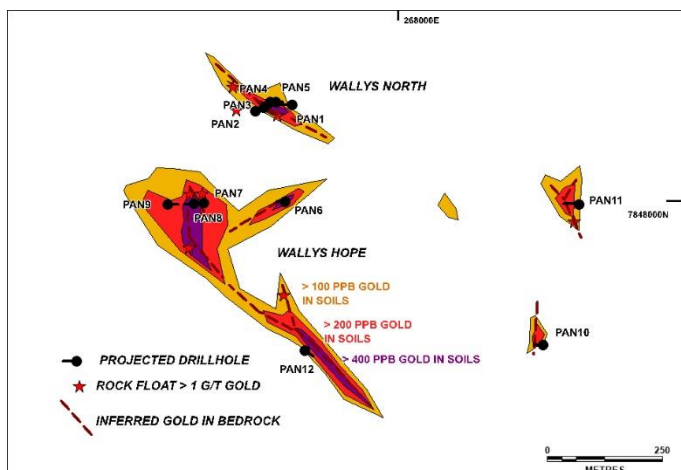 268000E
PAN4
PAN5
WALLYS NORTH
PAN3
PAN2
PAN1
PAN9
PAN7
PAN8
PAN6
PAN11
7848000N
WALLYS HOPE
> 100 PPB GOLD
IN SOILS
> 200 PPB GOLD
IN SOILS
> 400 PPB GOLD IN SOILS
PAN10
PAN12
PROJECTED DRILLHOLE
ROCK FLOAT > 1 G/T GOLD
INFERRED GOLD IN BEDROCK
0
250
METRES